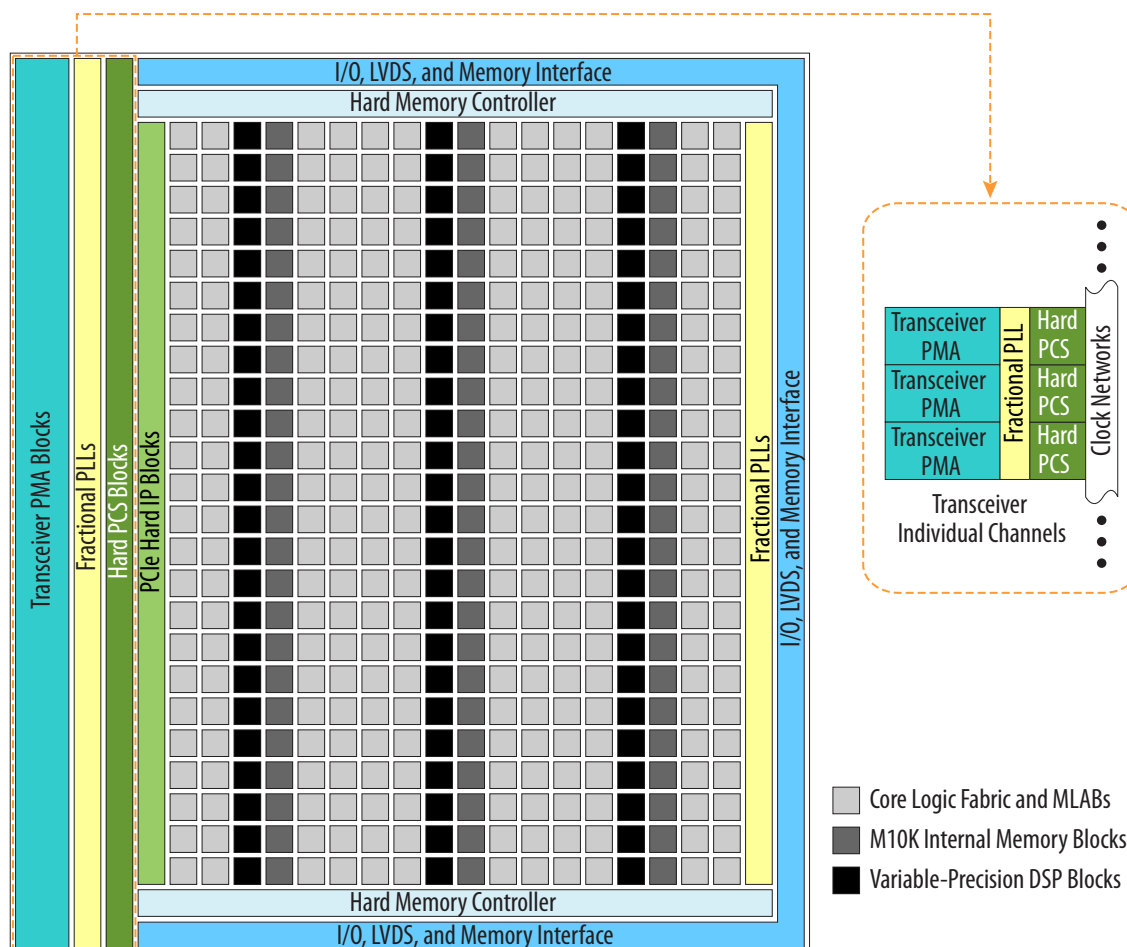 I/O, LVDS, and Memory Interface
Hard Memory Controller
Transceiver PMA Blocks
Fractional PLLs
Hard PCS Blocks
PCIe Hard IP Blocks
Fractional PLLs
I/O, LVDS, and Memory Interface
Hard Memory Controller
I/O, LVDS, and Memory Interface
Transceiver
PMA
Transceiver
PMA
Transceiver
PMA
Fractional PLL
Hard
PCS
Hard
PCS
Hard
PCS
Clock Networks
Transceiver
Individual Channels
Core Logic Fabric and MLABs
M10K Internal Memory Blocks
Variable-Precision DSP Blocks